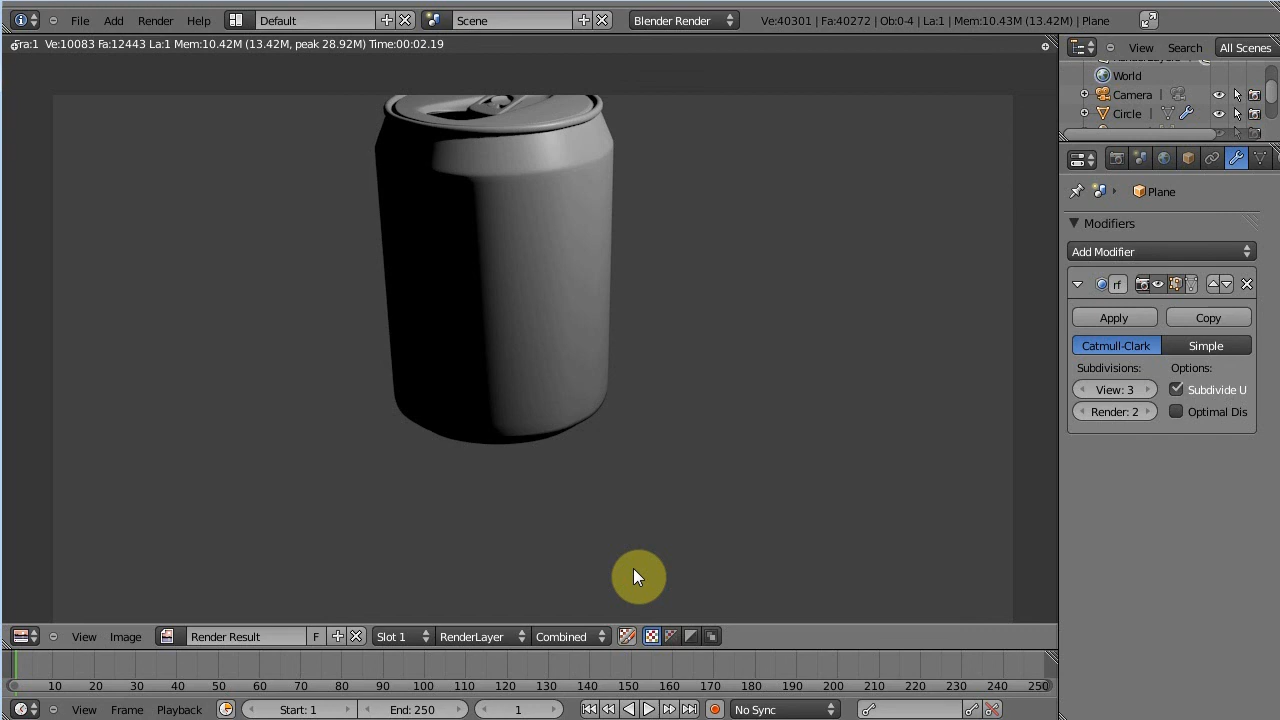 File Add Render Help Default Scene Blender Render Ve:40301 | Fa:40272 | Ob:0-4 | La:1 | Mem:10.43M (13.42M) | Plane
Fra:1 Ve:10083 Fa:12443 La:1 Mem:10.42M (13.42M, peak 28.92M) Time:00:02.19
View Search All Scenes
World
Camera
Circle
Plane
Modifiers
Add Modifier
rf
Apply Copy
Catmull-Clark Simple
Subdivisions: Options:
View: 3 Subdivide U
Render: 2 Optimal Dis
View Image Render Result F Slot 1 RenderLayer Combined
10 20 30 40 50 60 70 80 90 100 110 120 130 140 150 160 170 180 190 200 210 220 230 240 250
View Frame Playback Start: 1 End: 250 1 No Sync